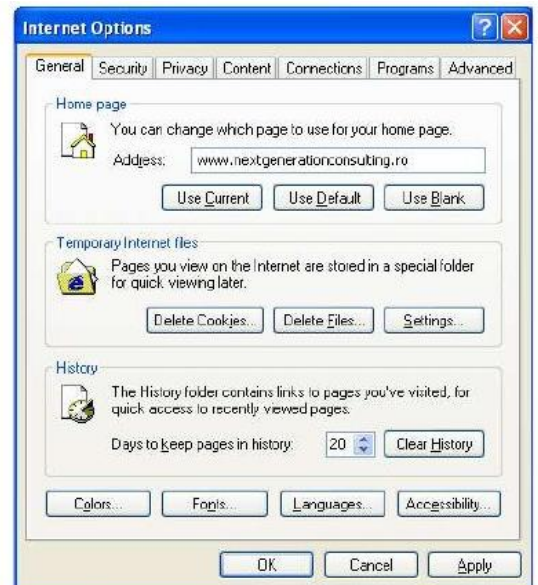 Internet Options
General Security Privacy Content Connections Programs Advanced
Home page
You can change which page to use for your home page.
Address: www.nextgenerationconsulting.ro
Use Current Use Default Use Blank
Temporary Internet files
Pages you view on the Internet are stored in a special folder
for quick viewing later.
Delete Cookies... Delete Files... Settings...
History
The History folder contains links to pages you've visited, for
quick access to recently viewed pages.
Days to keep pages in history: 20 Clear History
Colors... Fonts... Languages... Accessibility...
OK Cancel Apply